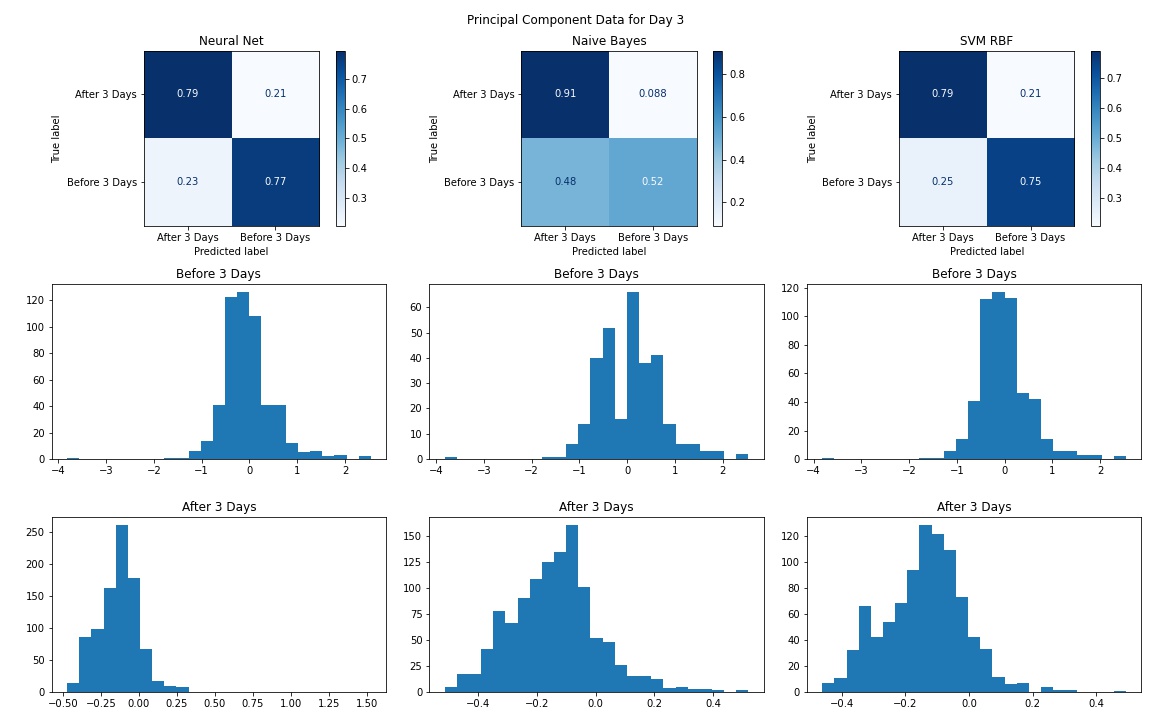 Principal Component Data for Day 3
Neural Net
After 3 Days
Before 3 Days
True label
0.79
0.21
0.23
0.77
After 3 Days
Before 3 Days
Predicted label
0.7
0.6
0.5
0.4
0.3
Naive Bayes
After 3 Days
Before 3 Days
True label
0.91
0.088
0.48
0.52
After 3 Days
Before 3 Days
Predicted label
0.8
0.6
0.4
0.2
SVM RBF
After 3 Days
Before 3 Days
True label
0.79
0.21
0.25
0.75
After 3 Days
Before 3 Days
Predicted label
0.7
0.6
0.5
0.4
0.3
Before 3 Days
120
100
80
60
40
20
0
−4 −3 −2 −1 0 1 2
Before 3 Days
60
50
40
30
20
10
0
−4 −3 −2 −1 0 1 2
Before 3 Days
120
100
80
60
40
20
0
−4 −3 −2 −1 0 1 2
After 3 Days
250
200
150
100
50
0
−0.50 −0.25 0.00 0.25 0.50 0.75 1.00 1.25 1.50
After 3 Days
150
125
100
75
50
25
0
−0.4 −0.2 0.0 0.2 0.4
After 3 Days
120
100
80
60
40
20
0
−0.4 −0.2 0.0 0.2 0.4